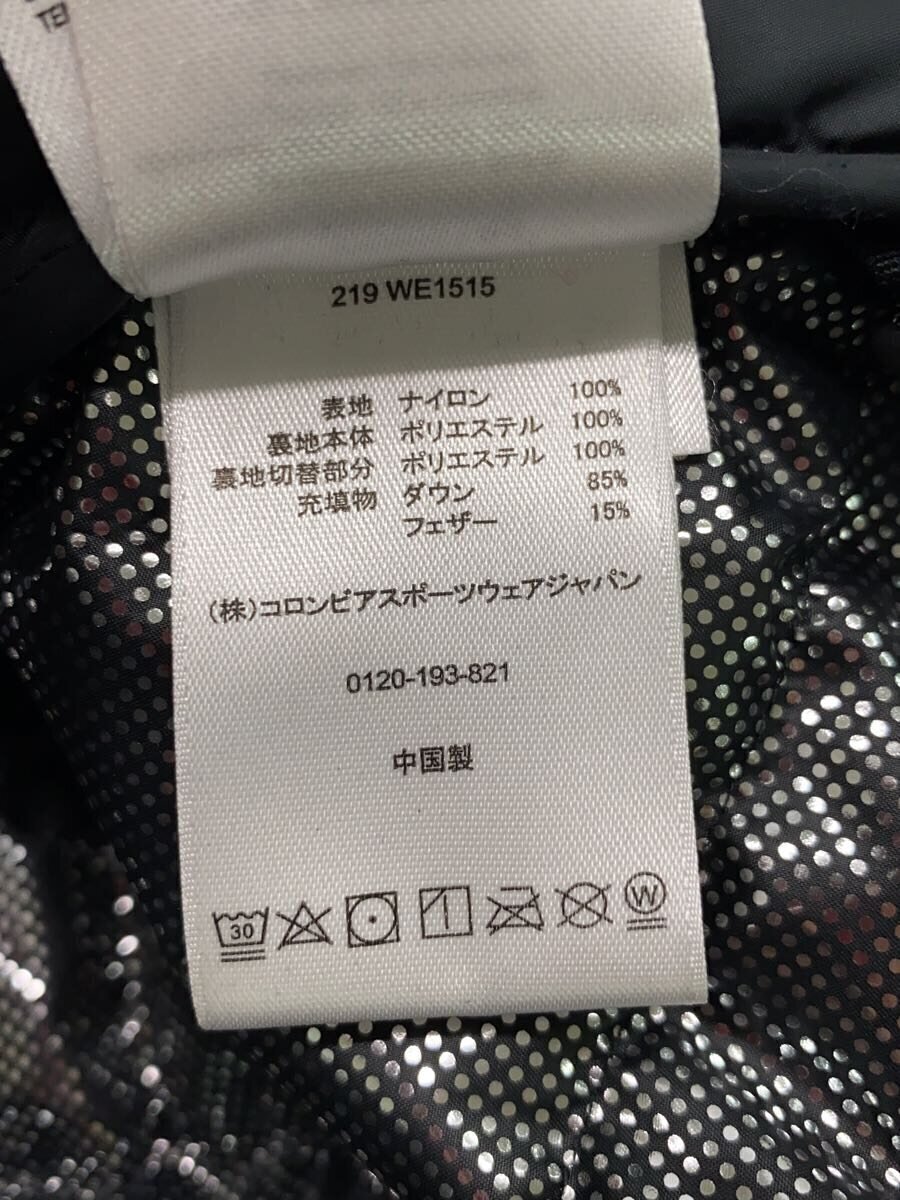 219 WE1515
表地 ナイロン 100%
裏地本体 ポリエステル 100%
裏地切替部分 ポリエステル 100%
充填物 ダウン 85%
フェザー 15%
(株)コロンビアスポーツウェアジャパン
0120-193-821
中国製
30
W